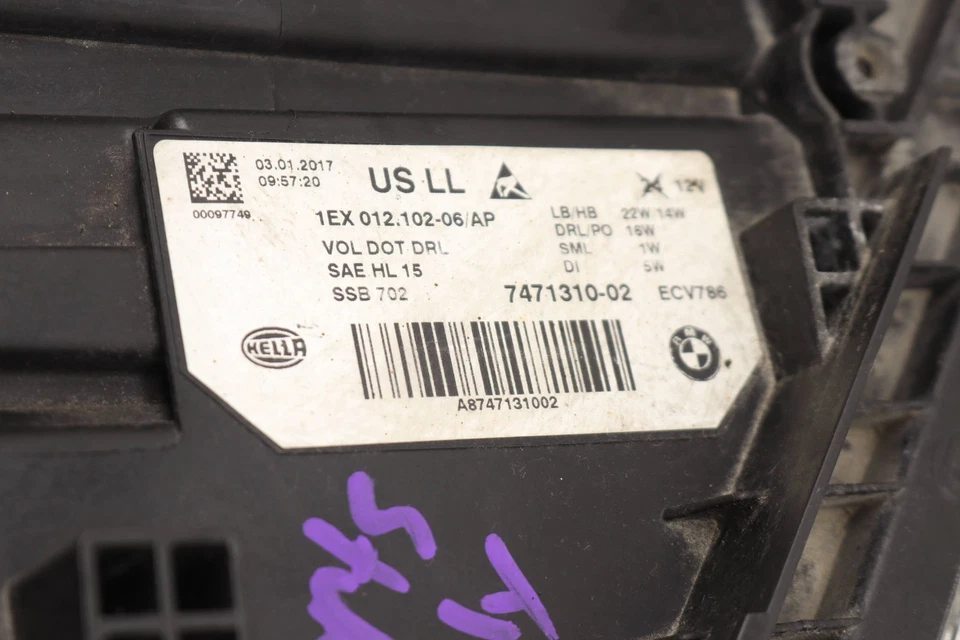 03.01.2017
09:57:20
00097749
US LL
12V
1EX 012.102-06/AP
LB/HB 22W/14W
VOL DOT DRL
DRL/PO 16W
SAE HL 15
SML 1W
DI 5W
SSB 702
7471310-02
ECV786
HELLA
BMW
A8747131002